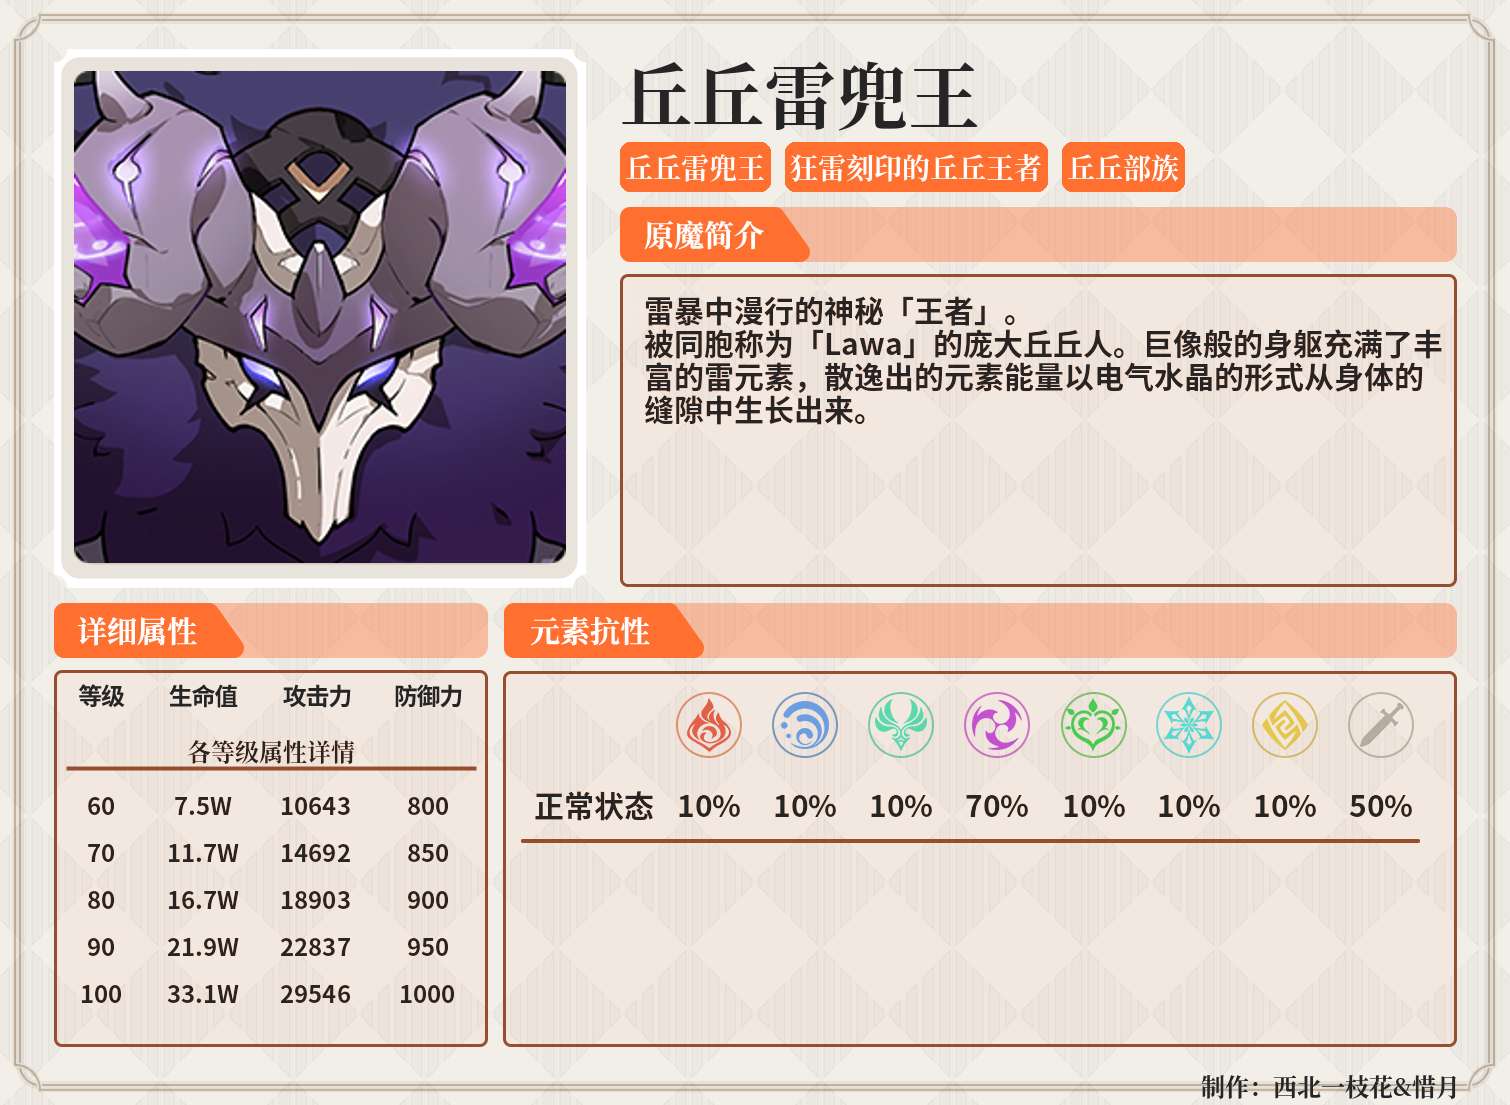 丘丘雷兜王
丘丘雷兜王 狂雷刻印的丘丘王者 丘丘部族
原魔简介
雷暴中漫行的神秘「王者」。
被同胞称为「Lawa」的庞大丘丘人。巨像般的身躯充满了丰
富的雷元素，散逸出的元素能量以电气水晶的形式从身体的
缝隙中生长出来。
详细属性
等级 生命值 攻击力 防御力
各等级属性详情
60 7.5W 10643 800
70 11.7W 14692 850
80 16.7W 18903 900
90 21.9W 22837 950
100 33.1W 29546 1000
元素抗性
正常状态 10% 10% 10% 70% 10% 10% 10% 50%
制作：西北一枝花&惜月